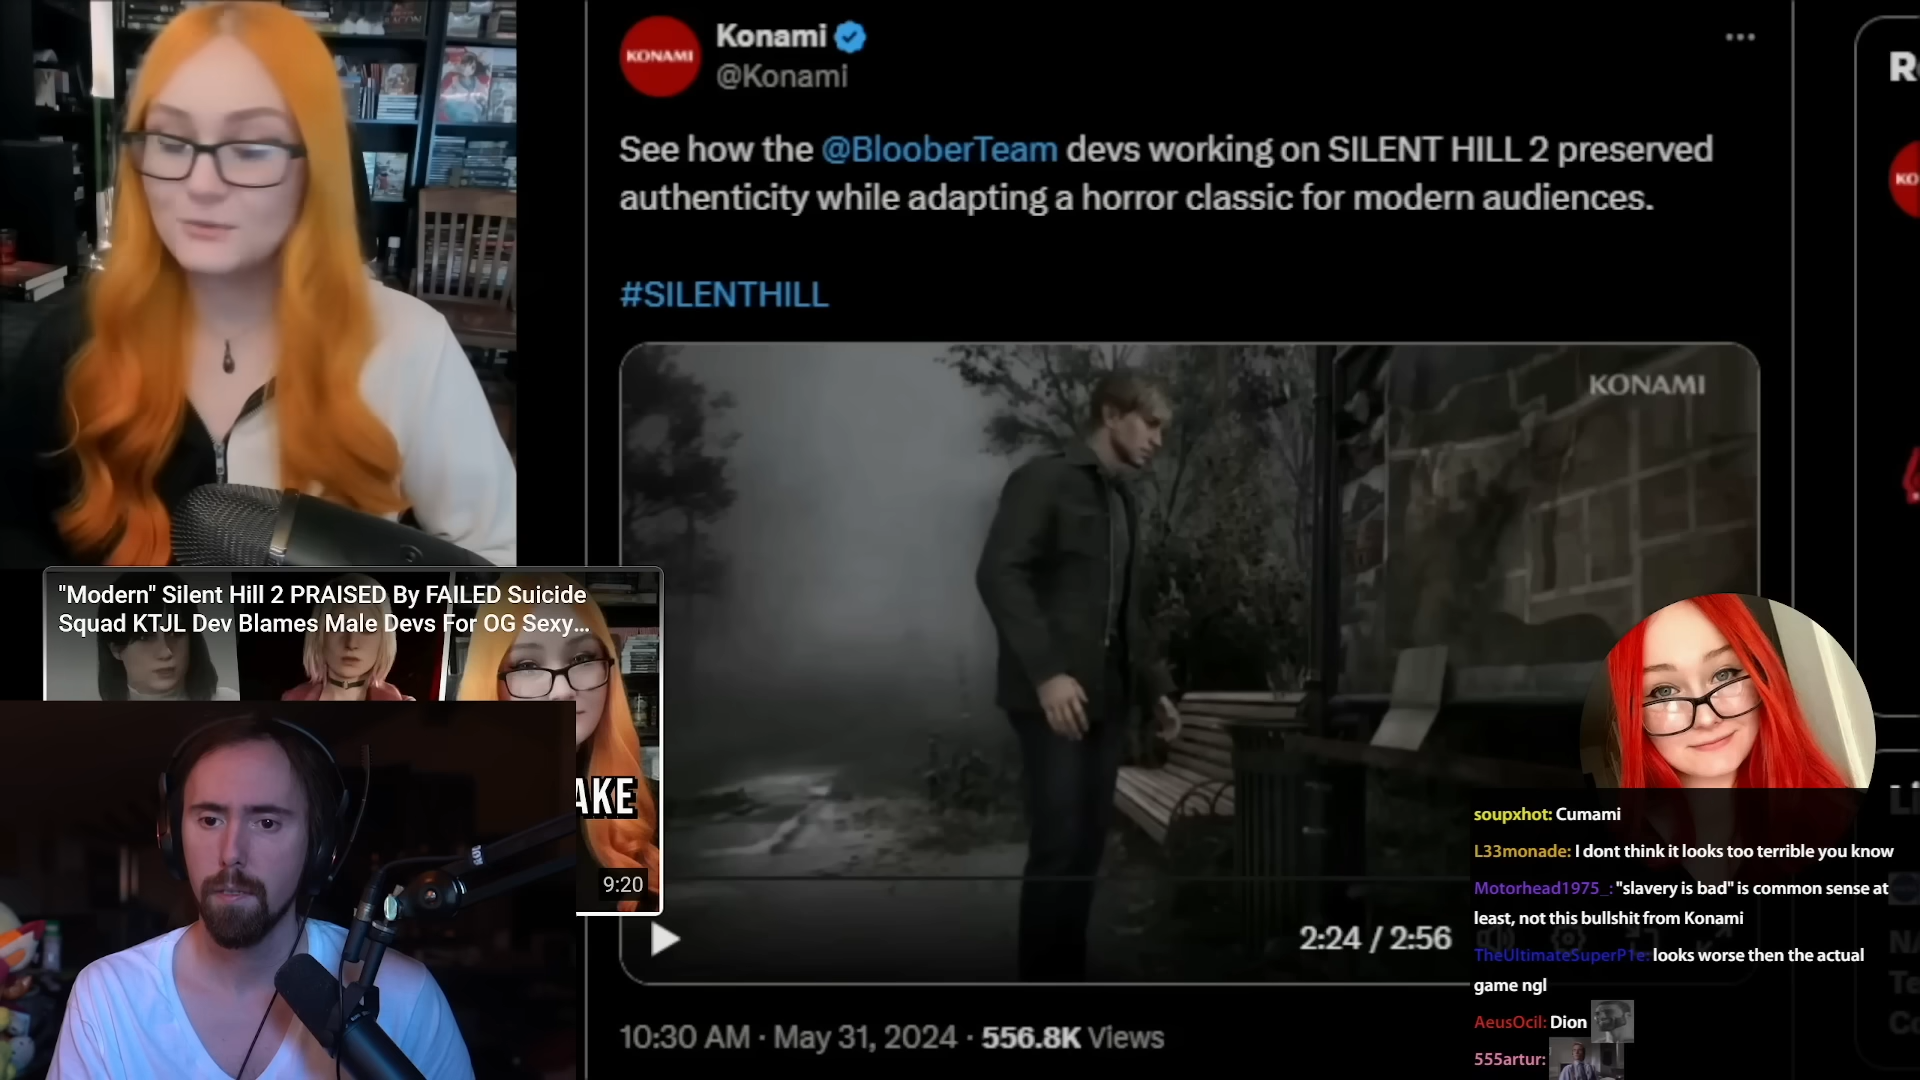 KONAMI
Konami
@Konami
See how the @BlooberTeam devs working on SILENT HILL 2 preserved
authenticity while adapting a horror classic for modern audiences.
#SILENTHILL
KONAMI
2:24 / 2:56
10:30 AM · May 31, 2024 · 556.8K Views
"Modern" Silent Hill 2 PRAISED By FAILED Suicide
Squad KTJL Dev Blames Male Devs For OG Sexy...
AKE
9:20
soupxhot: Cumami
L33monade: I dont think it looks too terrible you know
Motorhead1975_: "slavery is bad" is common sense at
least, not this bullshit from Konami
TheUltimateSuperP1e: looks worse then the actual
game ngl
AeusOcil: Dion
555artur:
R
KO